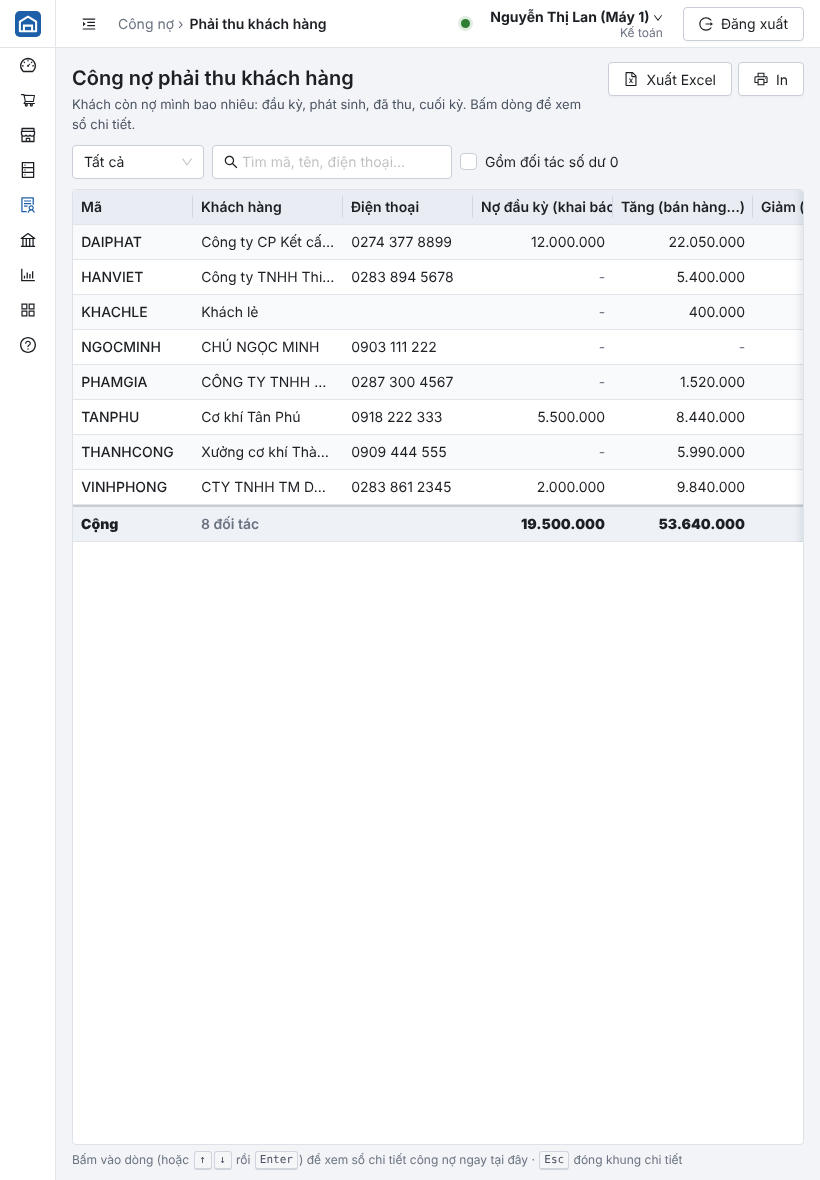 Công nợ › Phải thu khách hàng
Nguyễn Thị Lan (Máy 1)
Kế toán
Đăng xuất
Công nợ phải thu khách hàng
Khách còn nợ mình bao nhiêu: đầu kỳ, phát sinh, đã thu, cuối kỳ. Bấm dòng để xem
sổ chi tiết.
Xuất Excel
In
Tất cả
Tìm mã, tên, điện thoại...
Gồm đối tác số dư 0
Mã Khách hàng Điện thoại Nợ đầu kỳ (khai báo Tăng (bán hàng...) Giảm (
DAIPHAT Công ty CP Kết cấ... 0274 377 8899 12.000.000 22.050.000
HANVIET Công ty TNHH Thi... 0283 894 5678 - 5.400.000
KHACHLE Khách lẻ - 400.000
NGOCMINH CHÚ NGỌC MINH 0903 111 222 - -
PHAMGIA CÔNG TY TNHH ... 0287 300 4567 - 1.520.000
TANPHU Cơ khí Tân Phú 0918 222 333 5.500.000 8.440.000
THANHCONG Xưởng cơ khí Thà... 0909 444 555 - 5.990.000
VINHPHONG CTY TNHH TM D... 0283 861 2345 2.000.000 9.840.000
Cộng 8 đối tác 19.500.000 53.640.000
Bấm vào dòng (hoặc ↑ ↓ rồi Enter) để xem sổ chi tiết công nợ ngay tại đây · Esc đóng khung chi tiết